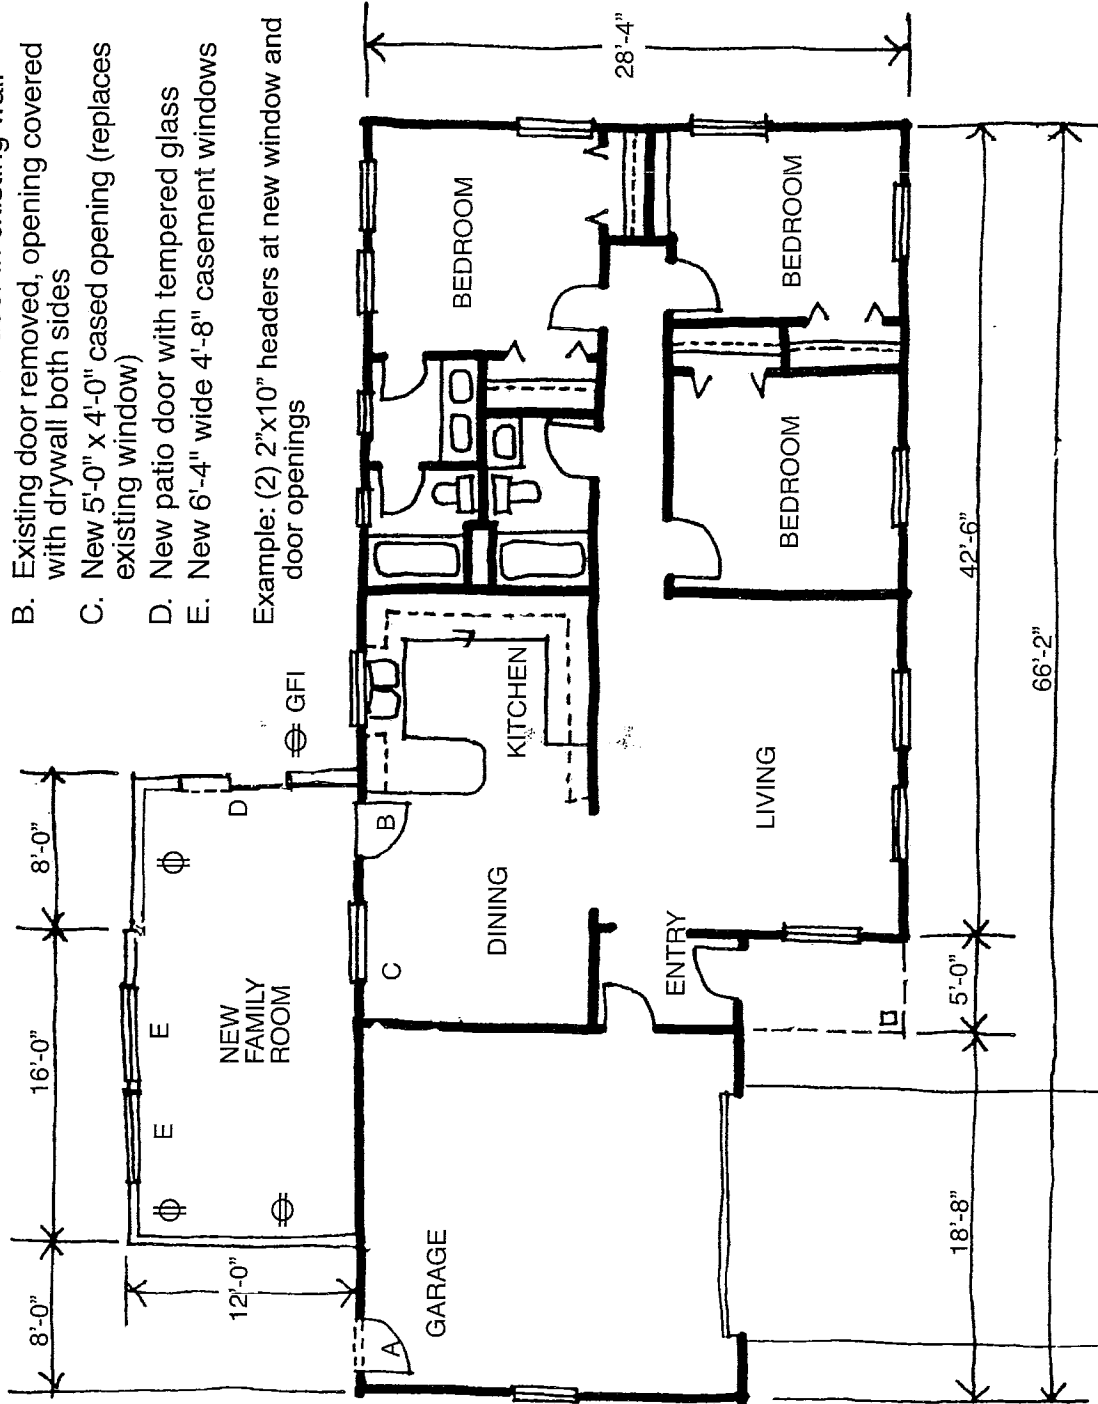 existing wall
B. Existing door removed, opening covered
with drywall both sides
C. New 5'-0" x 4'-0" cased opening (replaces
existing window)
D. New patio door with tempered glass
E. New 6'-4" wide 4'-8" casement windows
Example: (2) 2"x10" headers at new window and
door openings
8'-0"
16'-0"
8'-0"
12'-0"
28'-4"
GFI
D
E
E
NEW
FAMILY
ROOM
A
B
C
GARAGE
DINING
KITCHEN
BEDROOM
ENTRY
LIVING
BEDROOM
BEDROOM
18'-8"
5'-0"
42'-6"
66'-2"